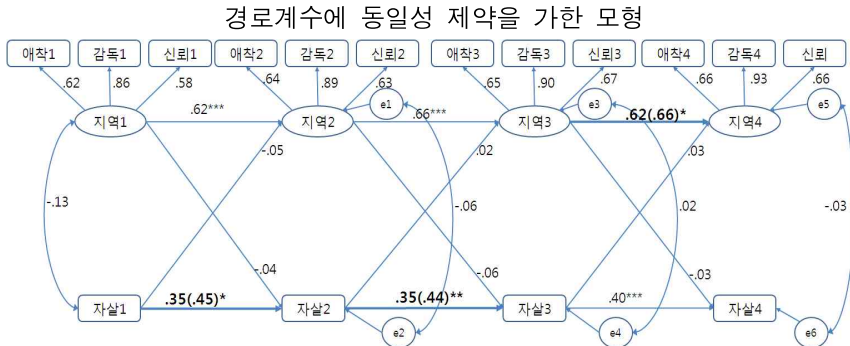 경로계수에 동일성 제약을 가한 모형
애착1 감독1 신뢰1 애착2 감독2 신뢰2 애착3 감독3 신뢰3 애착4 감독4 신뢰
.62 .86 .58 .64 .89 .63 .65 .90 .67 .66 .93 .66
e1 e3 e5
.62*** .66*** .62(.66)*
지역1 지역2 지역3 지역4
-.05 .02 .03
-.13 -.06 .02 -.03
-.04 -.06 -.03
.35(.45)* .35(.44)** .40***
자살1 자살2 자살3 자살4
e2 e4 e6